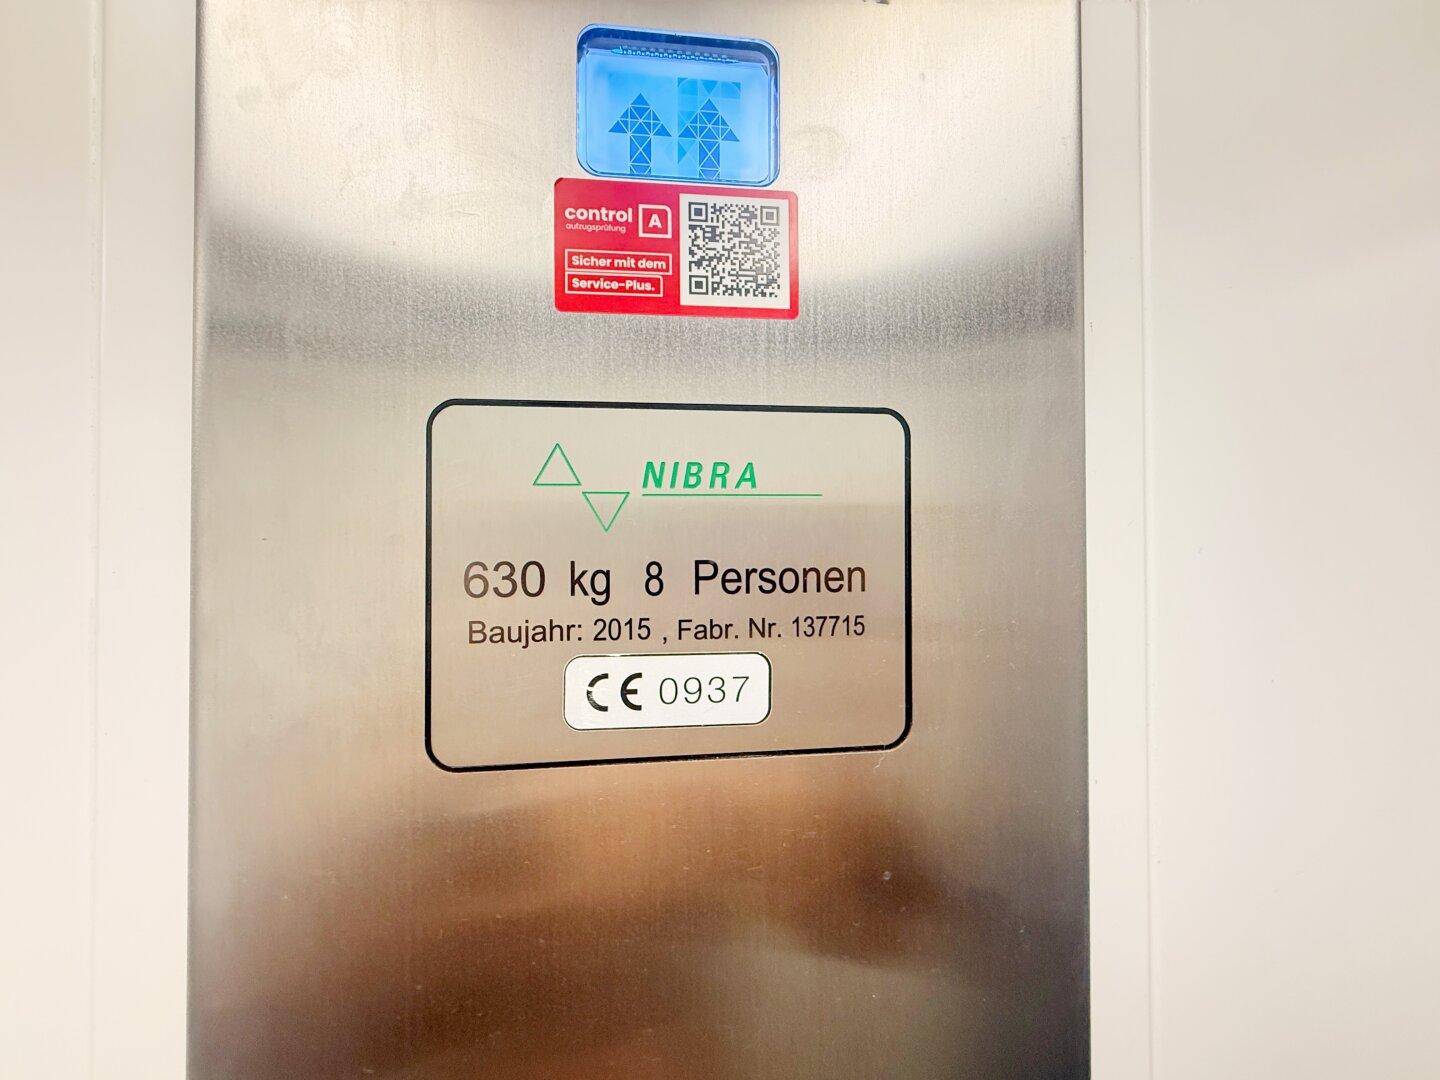 control A
aufzugsprüfung
Sicher mit dem
Service-Plus.
NIBRA
630 kg 8 Personen
Baujahr: 2015 , Fabr. Nr. 137715
CE 0937